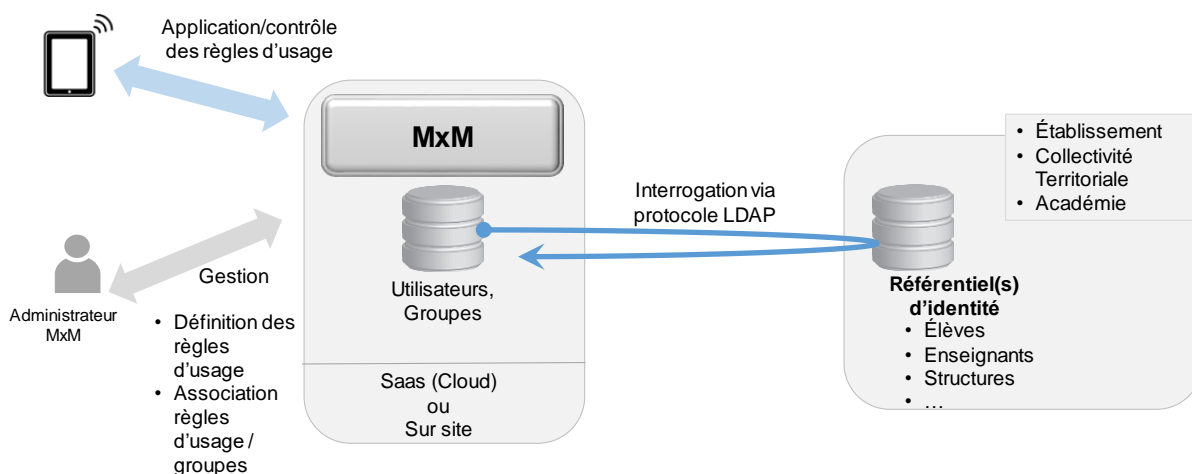 Application/contrôle
des règles d'usage
MxM
Utilisateurs,
Groupes
Saas (Cloud)
ou
Sur site
Administrateur
MxM
Gestion
• Définition des
règles
d'usage
• Association
règles
d'usage /
groupes
Interrogation via
protocole LDAP
• Établissement
• Collectivité
Territoriale
• Académie
Référentiel(s)
d'identité
• Élèves
• Enseignants
• Structures
• …